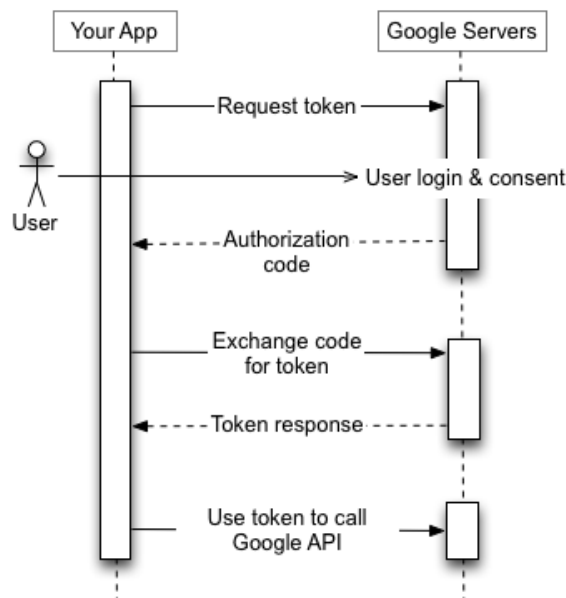 Your App
Google Servers
Request token
User login & consent
User
Authorization
code
Exchange code
for token
Token response
Use token to call
Google API